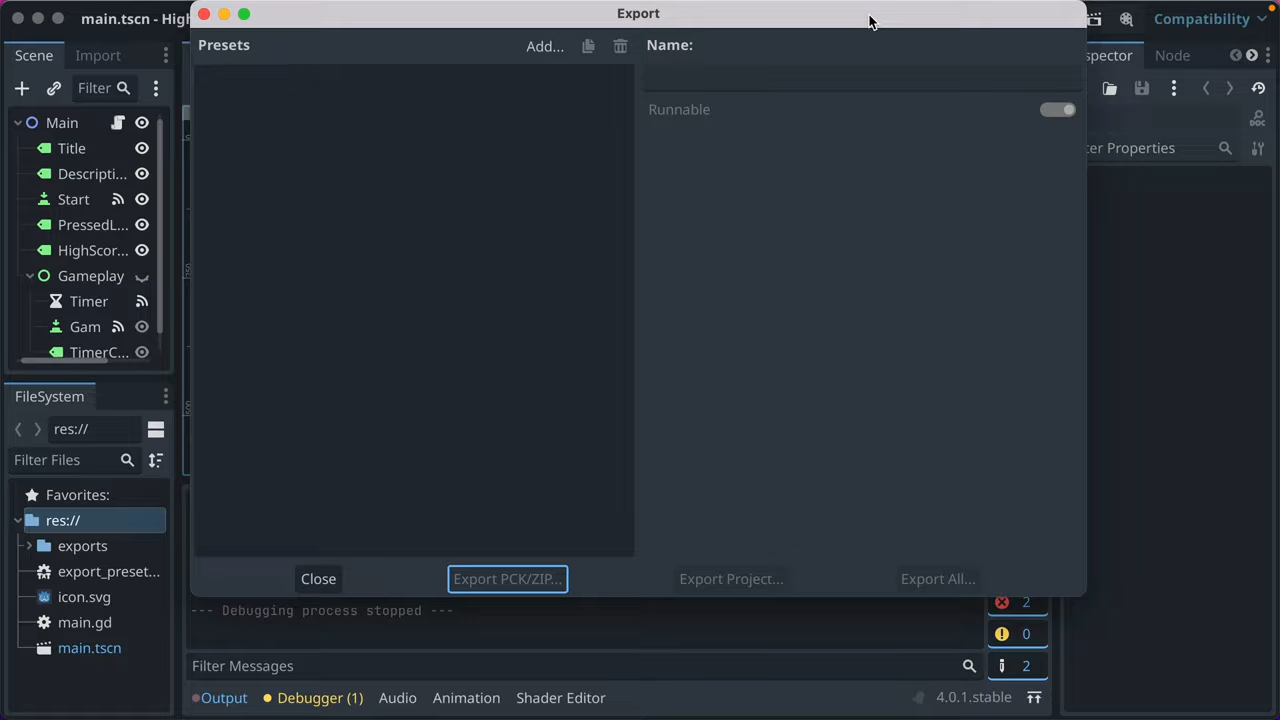 main.tscn - High
Export
Compatibility
Scene
Import
Presets
Add...
Name:
spector
Node
Filter
Runnable
Main
Title
Descripti...
Start
PressedL...
HighScor...
Gameplay
Timer
Gam
TimerC...
ter Properties
DOC
FileSystem
res://
Filter Files
Favorites:
res://
exports
export_preset...
icon.svg
main.gd
main.tscn
Close
Export PCK/ZIP...
Export Project...
Export All...
--- Debugging process stopped ---
2
0
2
Filter Messages
Output
Debugger (1)
Audio
Animation
Shader Editor
4.0.1.stable